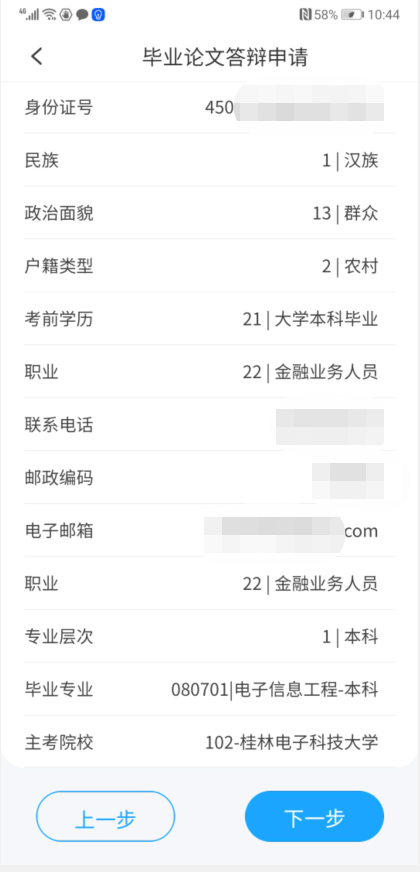 4G 58% 10:44
毕业论文答辩申请
身份证号 450
民族 1 | 汉族
政治面貌 13 | 群众
户籍类型 2 | 农村
考前学历 21 | 大学本科毕业
职业 22 | 金融业务人员
联系电话
邮政编码
电子邮箱 com
职业 22 | 金融业务人员
专业层次 1 | 本科
毕业专业 080701|电子信息工程-本科
主考院校 102-桂林电子科技大学
上一步 下一步